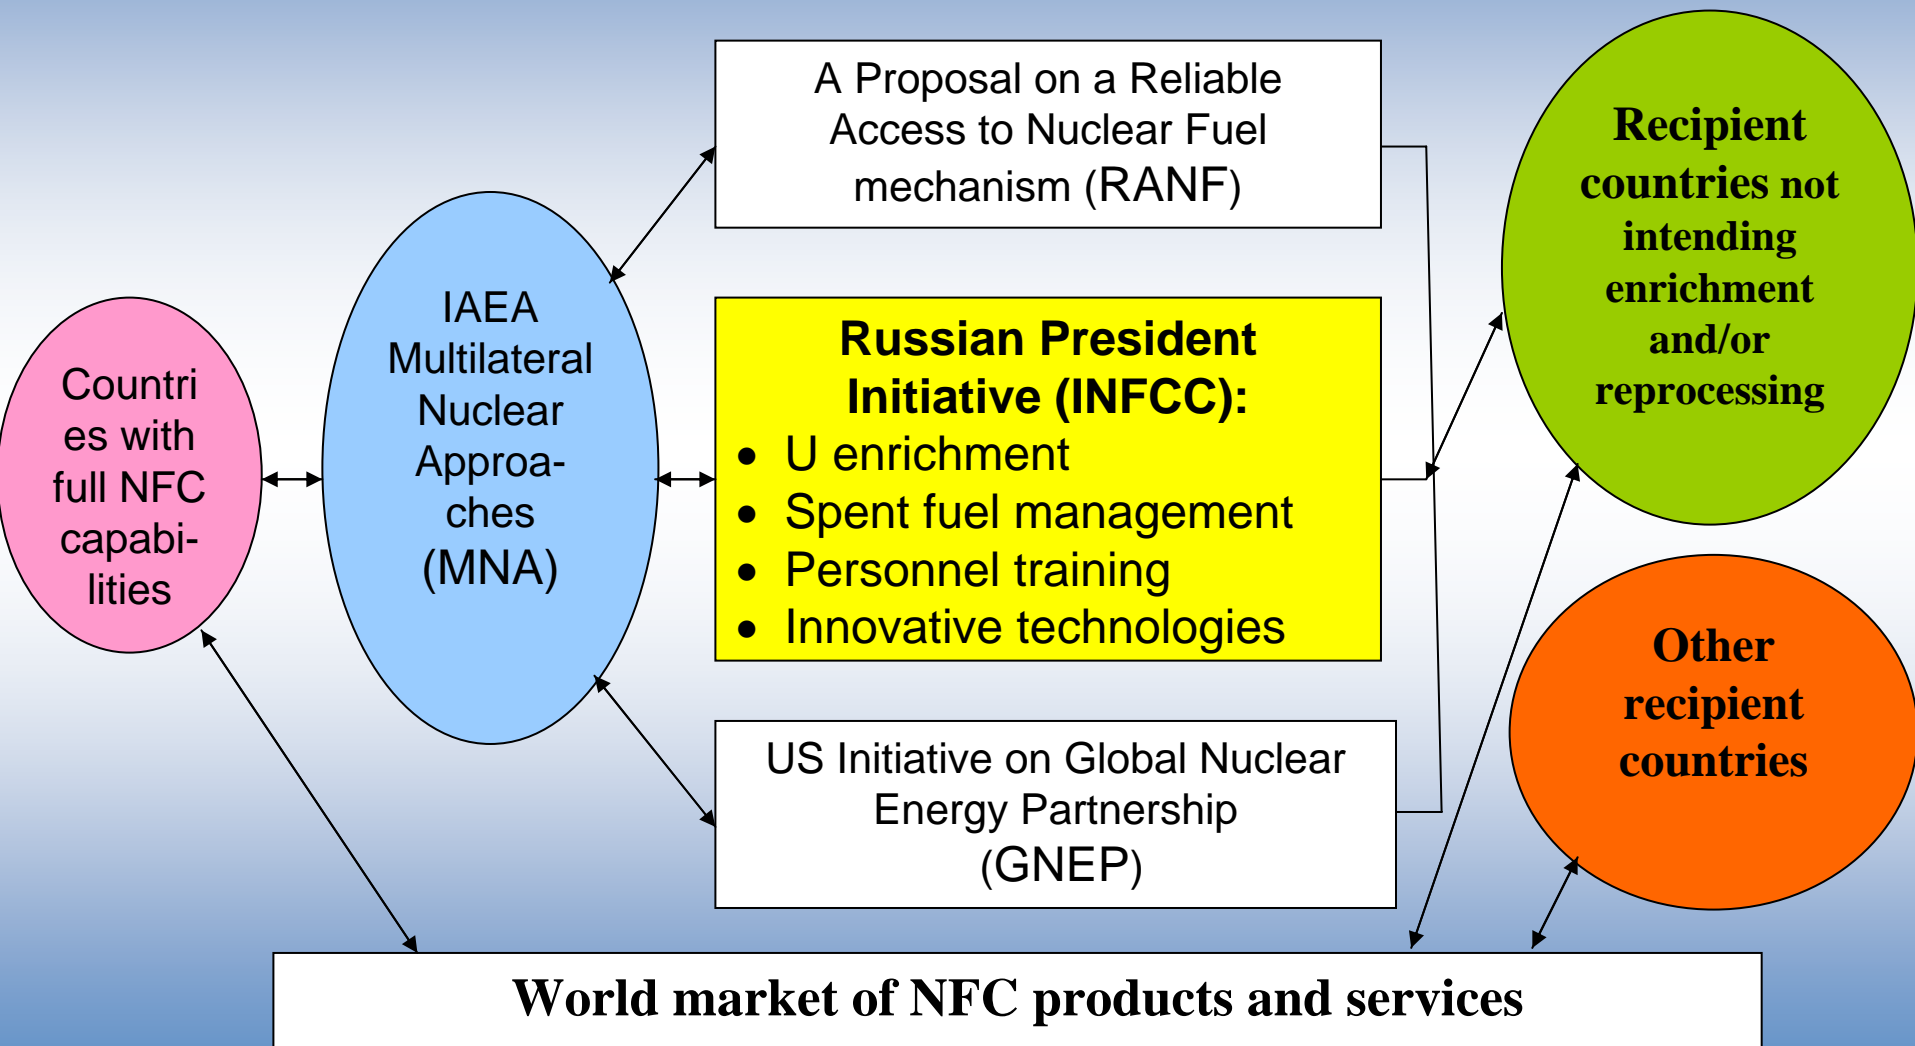 Countri
es with
full NFC
capabi-
lities
IAEA
Multilateral
Nuclear
Approa-
ches
(MNA)
A Proposal on a Reliable
Access to Nuclear Fuel
mechanism (RANF)
Russian President
Initiative (INFCC):
• U enrichment
• Spent fuel management
• Personnel training
• Innovative technologies
US Initiative on Global Nuclear
Energy Partnership
(GNEP)
Recipient
countries not
intending
enrichment
and/or
reprocessing
Other
recipient
countries
World market of NFC products and services